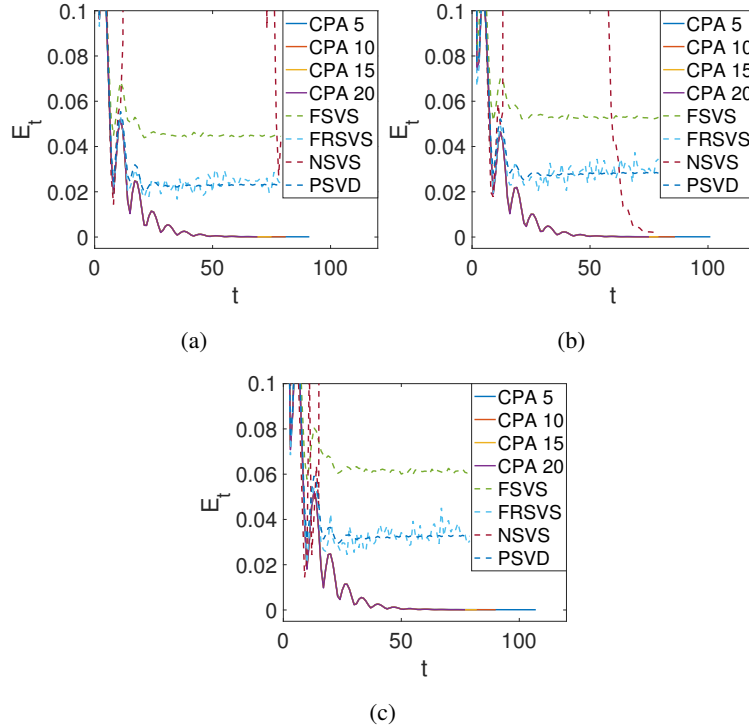 0.1
0.08
0.06
0.04
0.02
0
E_t
0 50 100
t
CPA 5
CPA 10
CPA 15
CPA 20
FSVS
FRSVS
NSVS
PSVD
(a)
0.1
0.08
0.06
0.04
0.02
0
E_t
0 50 100
t
CPA 5
CPA 10
CPA 15
CPA 20
FSVS
FRSVS
NSVS
PSVD
(b)
0.1
0.08
0.06
0.04
0.02
0
E_t
0 50 100
t
CPA 5
CPA 10
CPA 15
CPA 20
FSVS
FRSVS
NSVS
PSVD
(c)